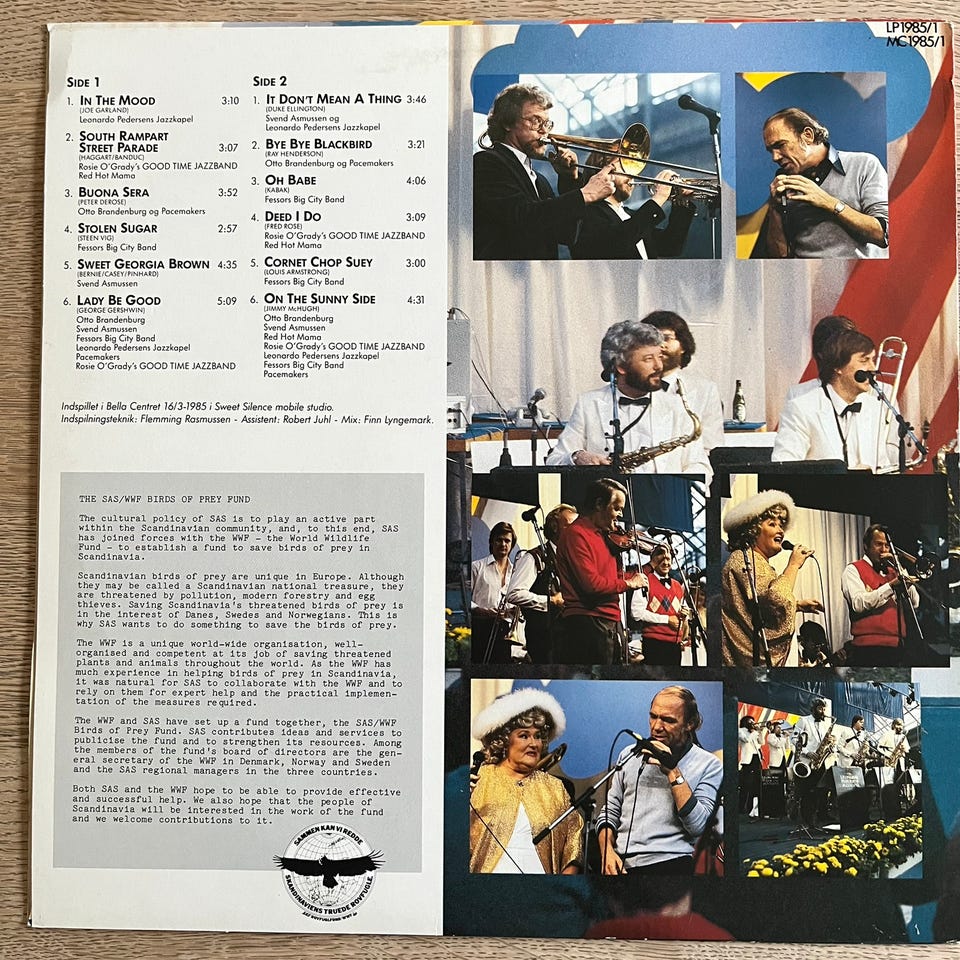 LP1985/1
MC1985/1
SIDE 1
1. IN THE MOOD 3:10
(JOE GARLAND)
Leonardo Pedersens Jazzkapel
2. SOUTH RAMPART
STREET PARADE 3:07
(HAGGART/BANDUC)
Rosie O'Grady's GOOD TIME JAZZBAND
Red Hot Mama
3. BUONA SERA 3:52
(PETER DEROSE)
Otto Brandenburg og Pacemakers
4. STOLEN SUGAR 2:57
(STEEN VIG)
Fessors Big City Band
5. SWEET GEORGIA BROWN 4:35
(BERNIE/CASEY/PINHARD)
Svend Asmussen
6. LADY BE GOOD 5:09
(GEORGE GERSHWIN)
Otto Brandenburg
Svend Asmussen
Fessors Big City Band
Leonardo Pedersens Jazzkapel
Pacemakers
Rosie O'Grady's GOOD TIME JAZZBAND
SIDE 2
1. IT DON'T MEAN A THING 3:46
(DUKE ELLINGTON)
Svend Asmussen og
Leonardo Pedersens Jazzkapel
2. BYE BYE BLACKBIRD 3:21
(RAY HENDERSON)
Otto Brandenburg og Pacemakers
3. OH BABE 4:06
(KABAK)
Fessors Big City Band
4. DEED I DO 3:09
(FRED ROSE)
Rosie O'Grady's GOOD TIME JAZZBAND
Red Hot Mama
5. CORNET CHOP SUEY 3:00
(LOUIS ARMSTRONG)
Fessors Big City Band
6. ON THE SUNNY SIDE 4:31
(JIMMY McHUGH)
Otto Brandenburg
Svend Asmussen
Red Hot Mama
Rosie O'Grady's GOOD TIME JAZZBAND
Leonardo Pedersens Jazzkapel
Fessors Big City Band
Pacemakers
Indspillet i Bella Centret 16/3-1985 i Sweet Silence mobile studio.
Indspilningsteknik: Flemming Rasmussen - Assistent: Robert Juhl - Mix: Finn Lyngemark.
THE SAS/WWF BIRDS OF PREY FUND
The cultural policy of SAS is to play an active part
within the Scandinavian community, and, to this end, SAS
has joined forces with the WWF - the World Wildlife
Fund - to establish a fund to save birds of prey in
Scandinavia.
Scandinavian birds of prey are unique in Europe. Although
they may be called a Scandinavian national treasure, they
are threatened by pollution, modern forestry and egg
thieves. Saving Scandinavia's threatened birds of prey is
in the interest of Danes, Swedes and Norwegians. This is
why SAS wants to do something to save the birds of prey.
The WWF is a unique world-wide organisation, well-
organised and competent at its job of saving threatened
plants and animals throughout the world. As the WWF has
much experience in helping birds of prey in Scandinavia,
it was natural for SAS to collaborate with the WWF and to
rely on them for expert help and the practical implemen-
tation of the measures required.
The WWF and SAS have set up a fund together, the SAS/WWF
Birds of Prey Fund. SAS contributes ideas and services to
publicise the fund and to strengthen its resources. Among
the members of the fund's board of directors are the gen-
eral secretary of the WWF in Denmark, Norway and Sweden
and the SAS regional managers in the three countries.
Both SAS and the WWF hope to be able to provide effective
and successful help. We also hope that the people of
Scandinavia will be interested in the work of the fund
and we welcome contributions to it.
SAMMEN KAN VI REDDE
SKANDINAVIENS TRUEDE ROVFUGLE.